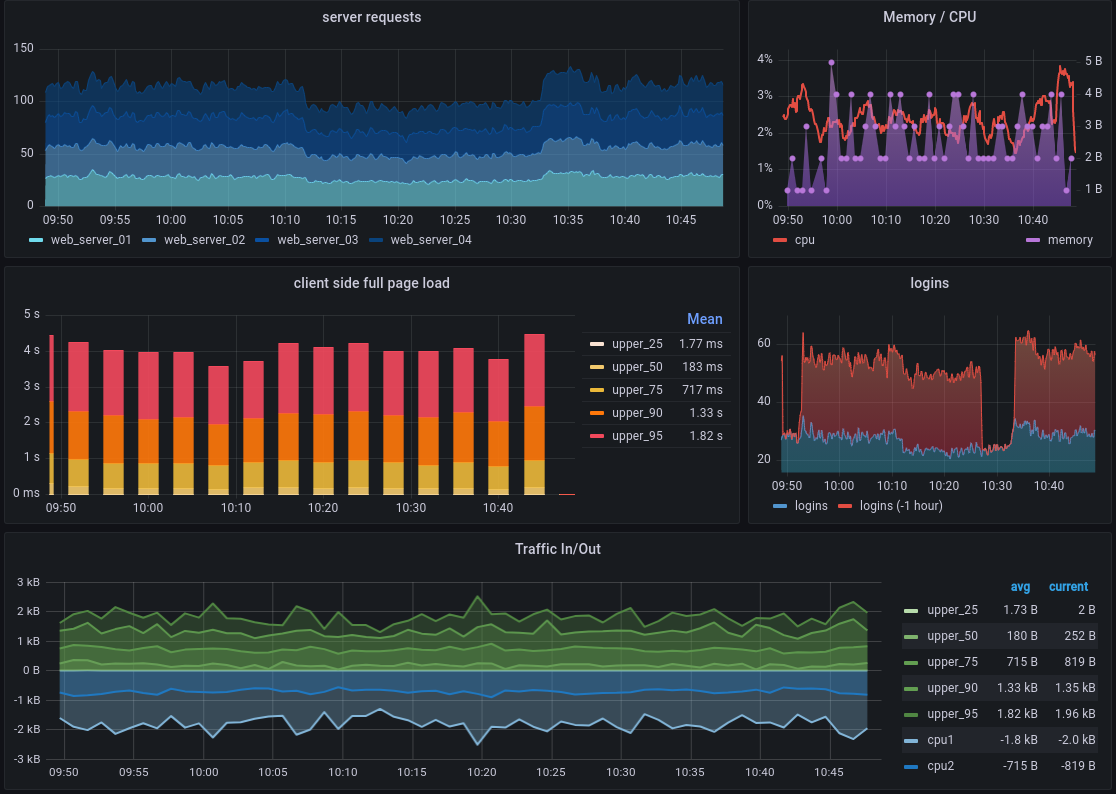 server requests
150
100
50
0
09:50 09:55 10:00 10:05 10:10 10:15 10:20 10:25 10:30 10:35 10:40 10:45
web_server_01 web_server_02 web_server_03 web_server_04
Memory / CPU
4% 5 B
3% 4 B
2% 3 B
1% 2 B
0% 1 B
09:50 10:00 10:10 10:20 10:30 10:40
cpu memory
client side full page load
5 s
4 s
3 s
2 s
1 s
0 ms
09:50 10:00 10:10 10:20 10:30 10:40
Mean
upper_25 1.77 ms
upper_50 183 ms
upper_75 717 ms
upper_90 1.33 s
upper_95 1.82 s
logins
60
40
20
09:50 10:00 10:10 10:20 10:30 10:40
logins logins (-1 hour)
Traffic In/Out
3 kB
2 kB
1 kB
0 B
-1 kB
-2 kB
-3 kB
09:50 09:55 10:00 10:05 10:10 10:15 10:20 10:25 10:30 10:35 10:40 10:45
avg current
upper_25 1.73 B 2 B
upper_50 180 B 252 B
upper_75 715 B 819 B
upper_90 1.33 kB 1.35 kB
upper_95 1.82 kB 1.96 kB
cpu1 -1.8 kB -2.0 kB
cpu2 -715 B -819 B